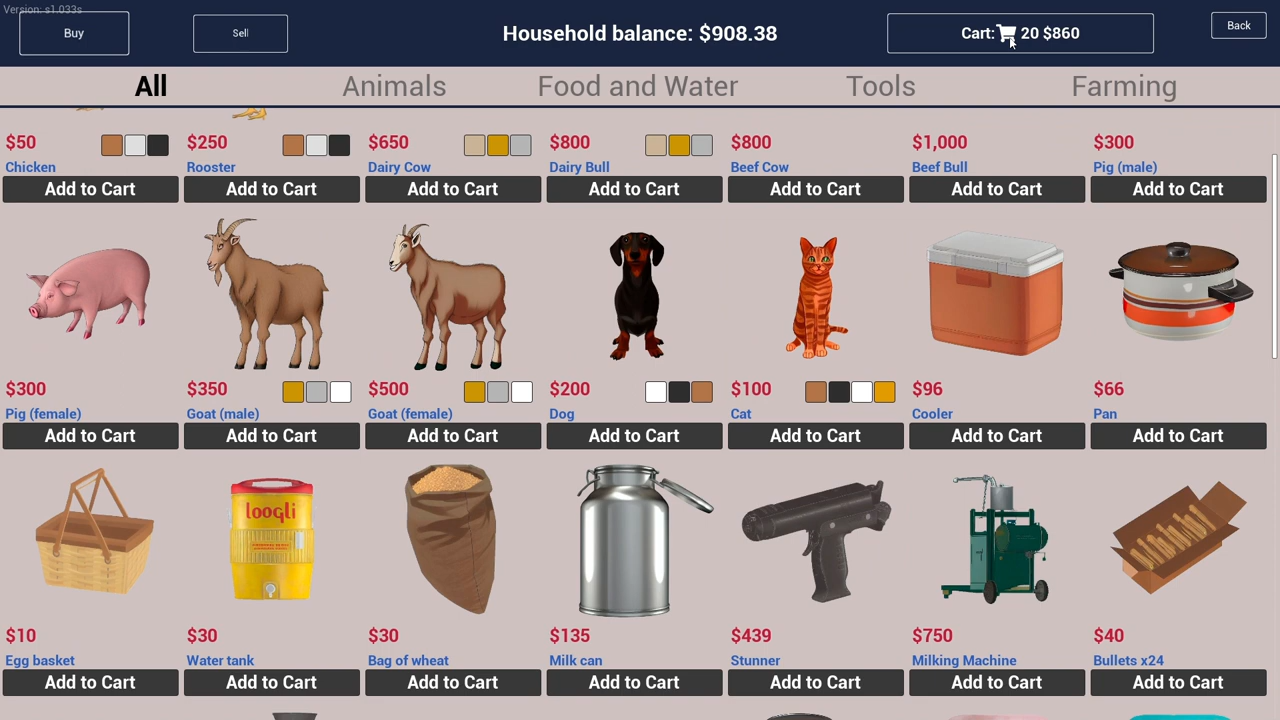 Version: s1.033s
Buy
Sell
Household balance: $908.38
Cart: 20 $860
Back
All Animals Food and Water Tools Farming
$50 $250 $650 $800 $800 $1,000 $300
Chicken Rooster Dairy Cow Dairy Bull Beef Cow Beef Bull Pig (male)
Add to Cart Add to Cart Add to Cart Add to Cart Add to Cart Add to Cart Add to Cart
$300 $350 $500 $200 $100 $96 $66
Pig (female) Goat (male) Goat (female) Dog Cat Cooler Pan
Add to Cart Add to Cart Add to Cart Add to Cart Add to Cart Add to Cart Add to Cart
looqli
$10 $30 $30 $135 $439 $750 $40
Egg basket Water tank Bag of wheat Milk can Stunner Milking Machine Bullets x24
Add to Cart Add to Cart Add to Cart Add to Cart Add to Cart Add to Cart Add to Cart